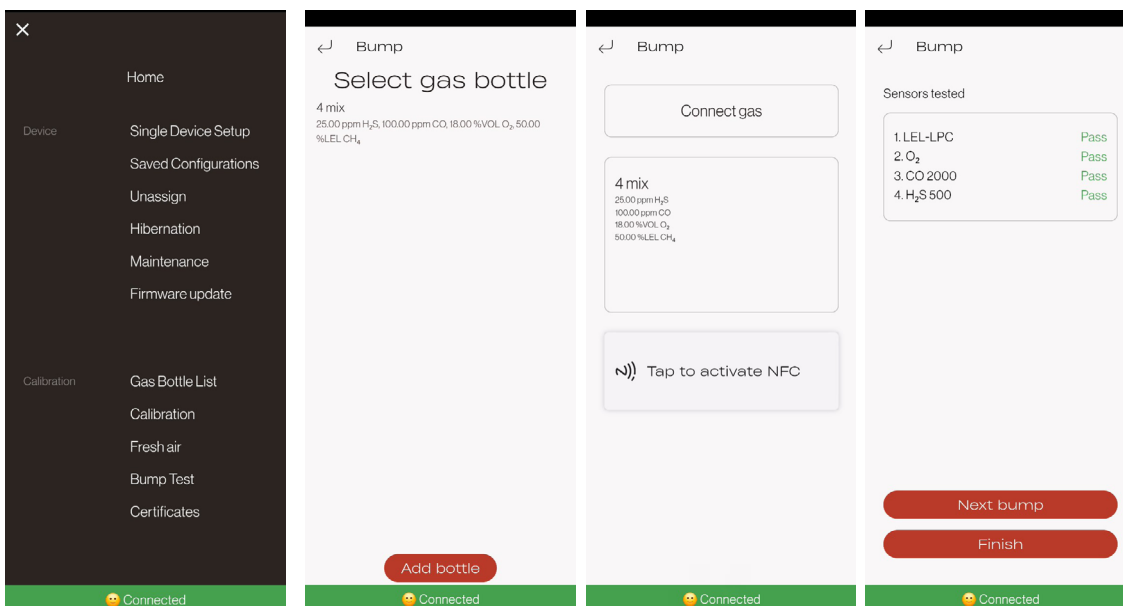 Home
Device
Single Device Setup
Saved Configurations
Unassign
Hibernation
Maintenance
Firmware update
Calibration
Gas Bottle List
Calibration
Fresh air
Bump Test
Certificates
Connected
Bump
Select gas bottle
4 mix
25.00 ppm H₂S, 100.00 ppm CO, 18.00 %VOL O₂, 50.00
%LEL CH₄
Add bottle
Connected
Bump
Connect gas
4 mix
25.00 ppm H₂S
100.00 ppm CO
18.00 %VOL O₂
50.00 %LEL CH₄
Tap to activate NFC
Connected
Bump
Sensors tested
1. LEL-LPC Pass
2. O₂ Pass
3. CO 2000 Pass
4. H₂S 500 Pass
Next bump
Finish
Connected